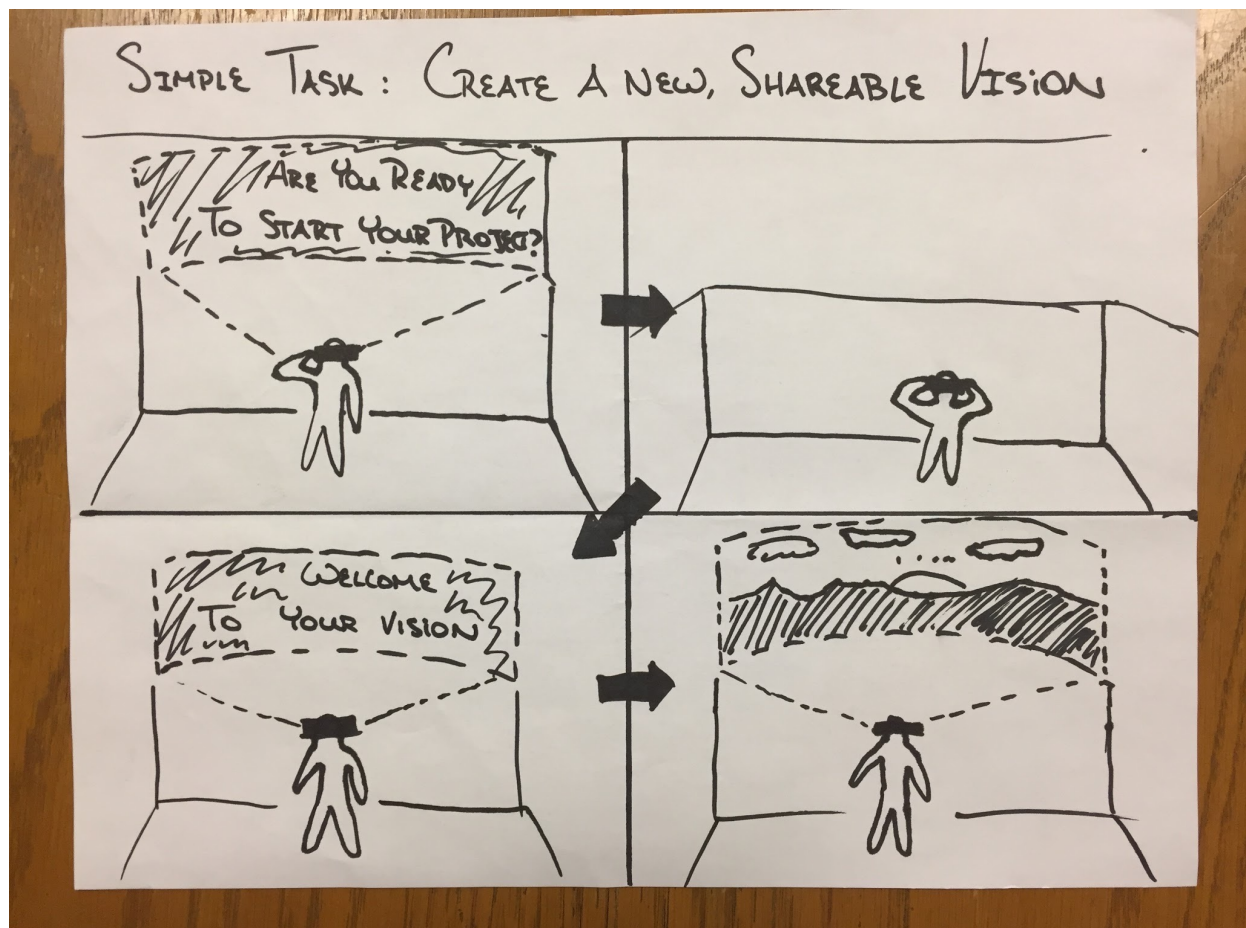 Simple Task: Create a new, Shareable Vision
Are You Ready
To Start Your Project?
Welcome
To Your Vision